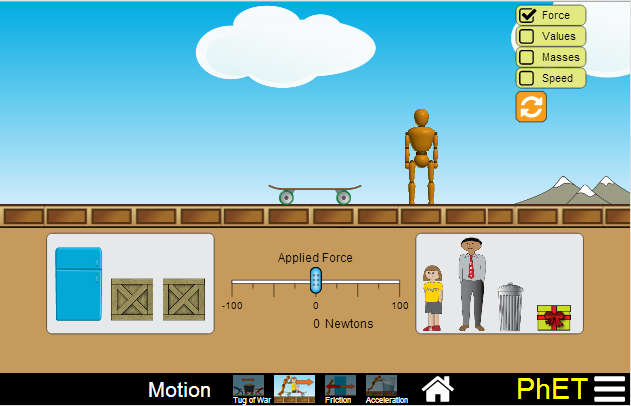 Force
Values
Masses
Speed
Applied Force
-100 0 100
0 Newtons
Motion
Tug of War
Friction
Acceleration
PhET